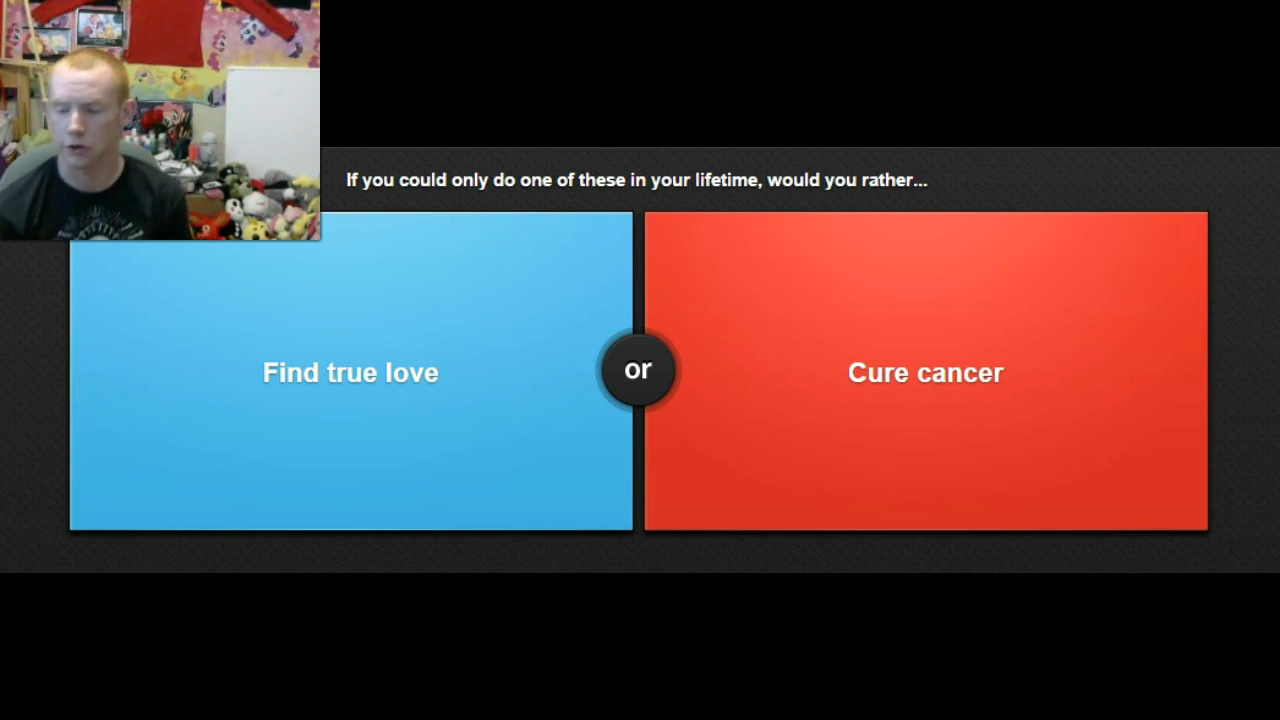 If you could only do one of these in your lifetime, would you rather...
Find true love
or
Cure cancer